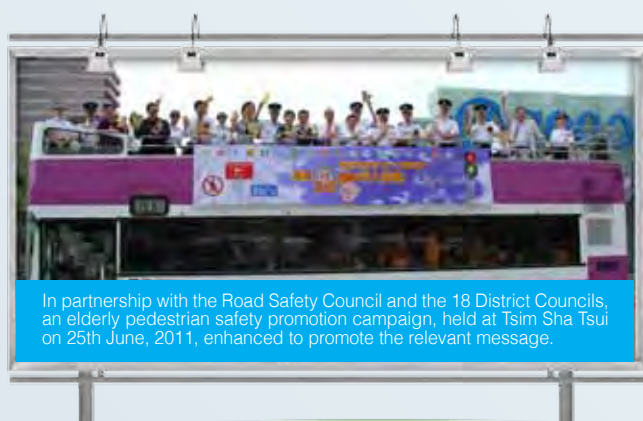 In partnership with the Road Safety Council and the 18 District Councils,
an elderly pedestrian safety promotion campaign, held at Tsim Sha Tsui
on 25th June, 2011, enhanced to promote the relevant message.